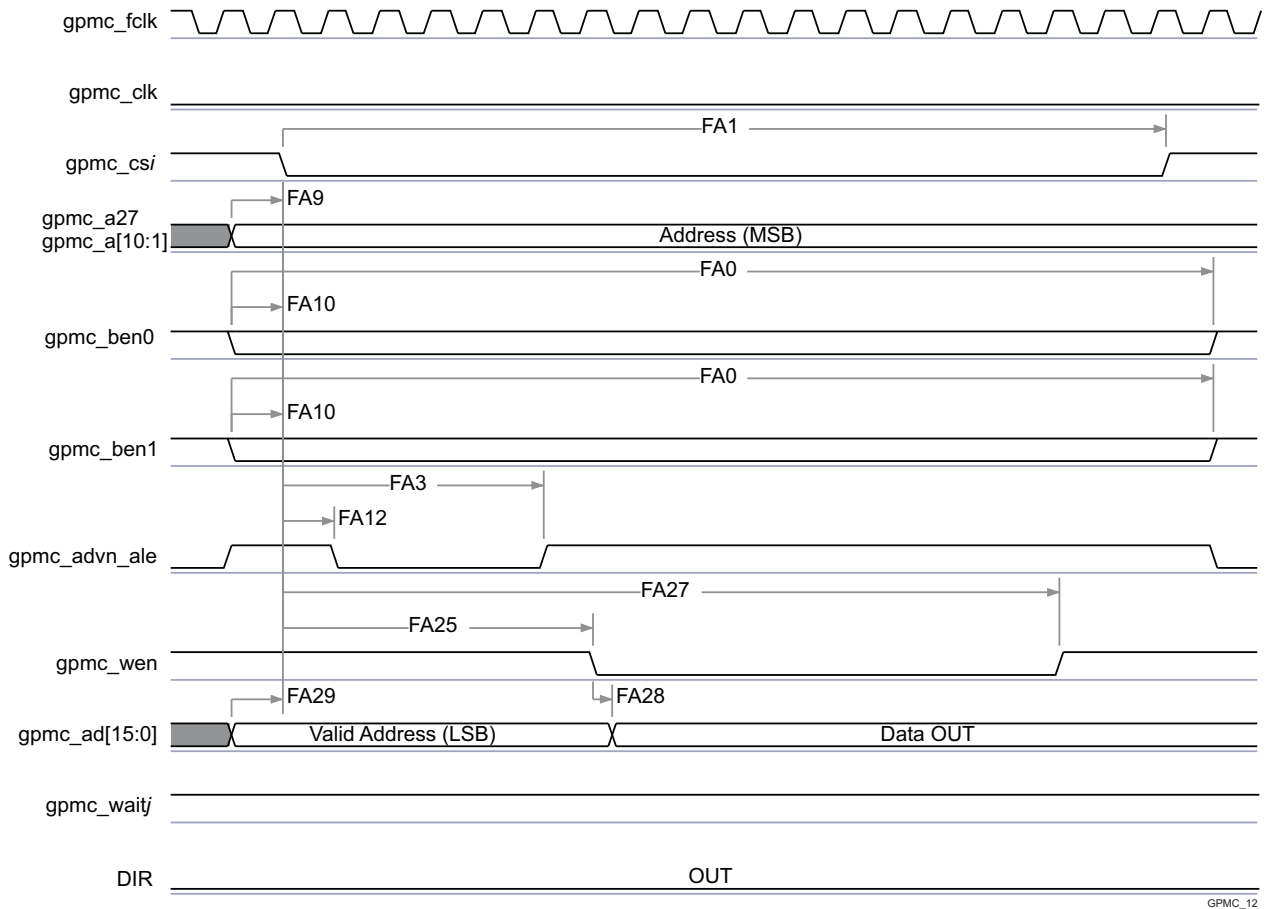 gpmc_fclk
gpmc_clk
FA1
gpmc_csi
FA9
gpmc_a27
gpmc_a[10:1]
Address (MSB)
FA0
FA10
gpmc_ben0
FA0
FA10
gpmc_ben1
FA3
FA12
gpmc_advn_ale
FA27
FA25
gpmc_wen
FA29
FA28
gpmc_ad[15:0]
Valid Address (LSB)
Data OUT
gpmc_waitj
DIR
OUT
GPMC_12